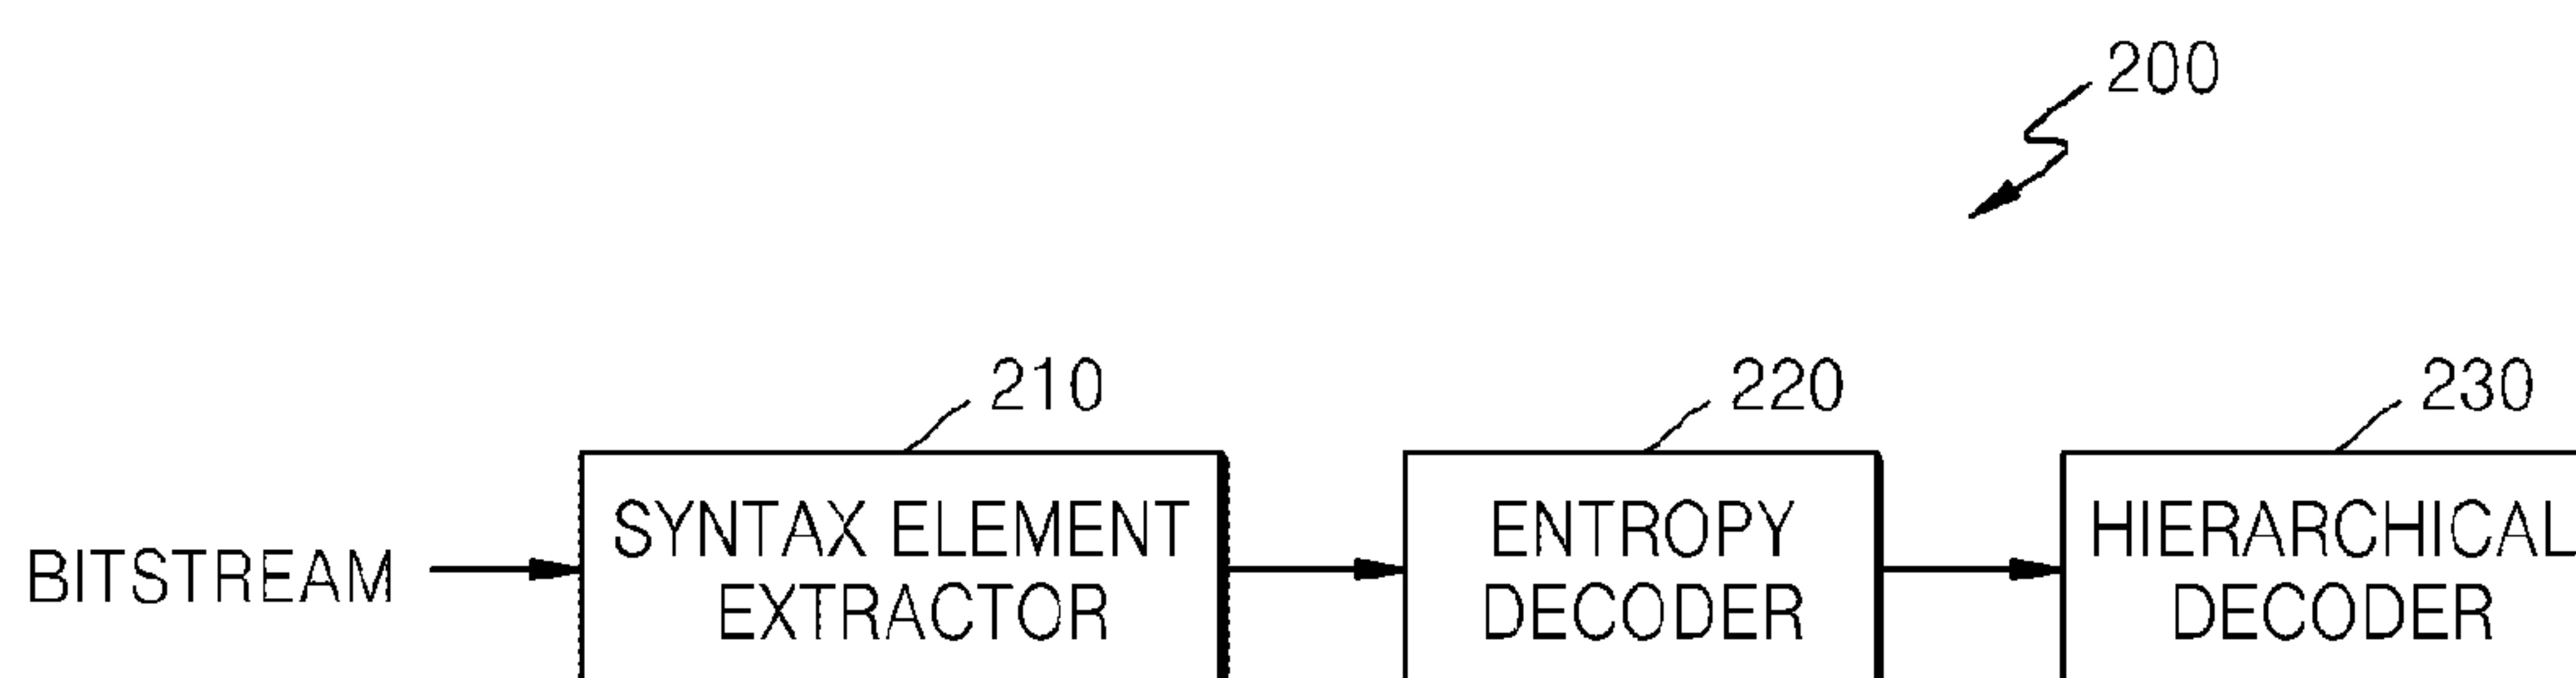 200
210
220
230
BITSTREAM
SYNTAX ELEMENT
EXTRACTOR
ENTROPY
DECODER
HIERARCHICAL
DECODER